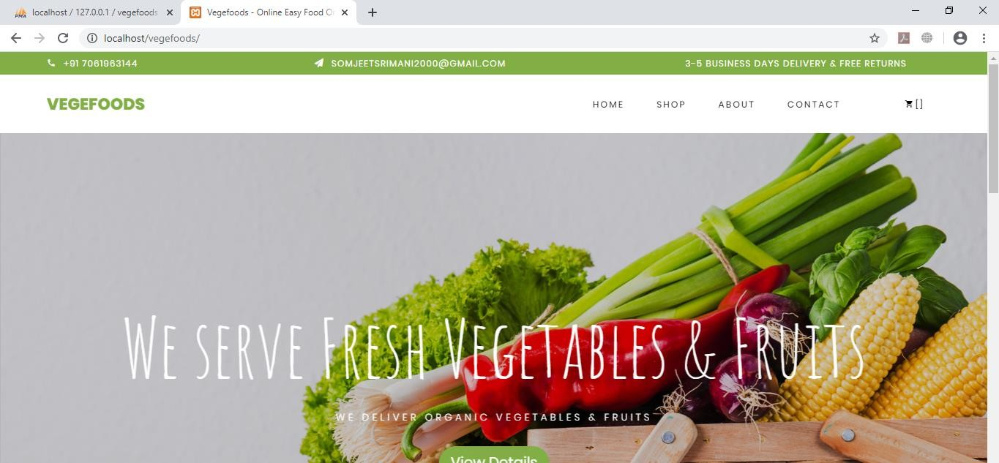 PMA localhost / 127.0.0.1 / vegefoods
Vegefoods - Online Easy Food O
localhost/vegefoods/
+91 7061963144
SOMJEETSRIMANI2000@GMAIL.COM
3-5 BUSINESS DAYS DELIVERY & FREE RETURNS
VEGEFOODS
HOME SHOP ABOUT CONTACT []
WE SERVE FRESH VEGETABLES & FRUITS
WE DELIVER ORGANIC VEGETABLES & FRUITS
View Details